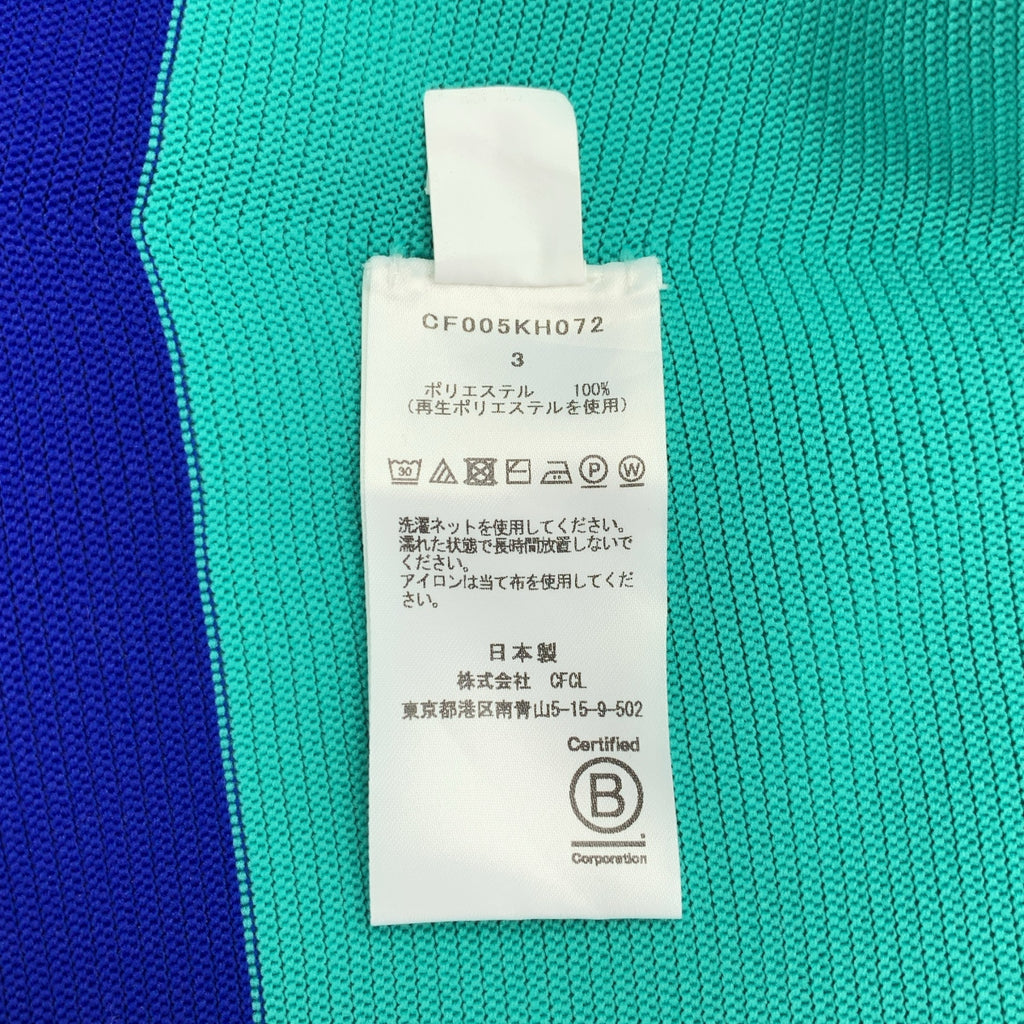 CF005KH072
3
ポリエステル 100%
(再生ポリエステルを使用)
30 P W
洗濯ネットを使用してください。
濡れた状態で長時間放置しないで
ください。
アイロンは当て布を使用してくだ
さい。
日本製
株式会社 CFCL
東京都港区南青山5-15-9-502
Certified
B
Corporation